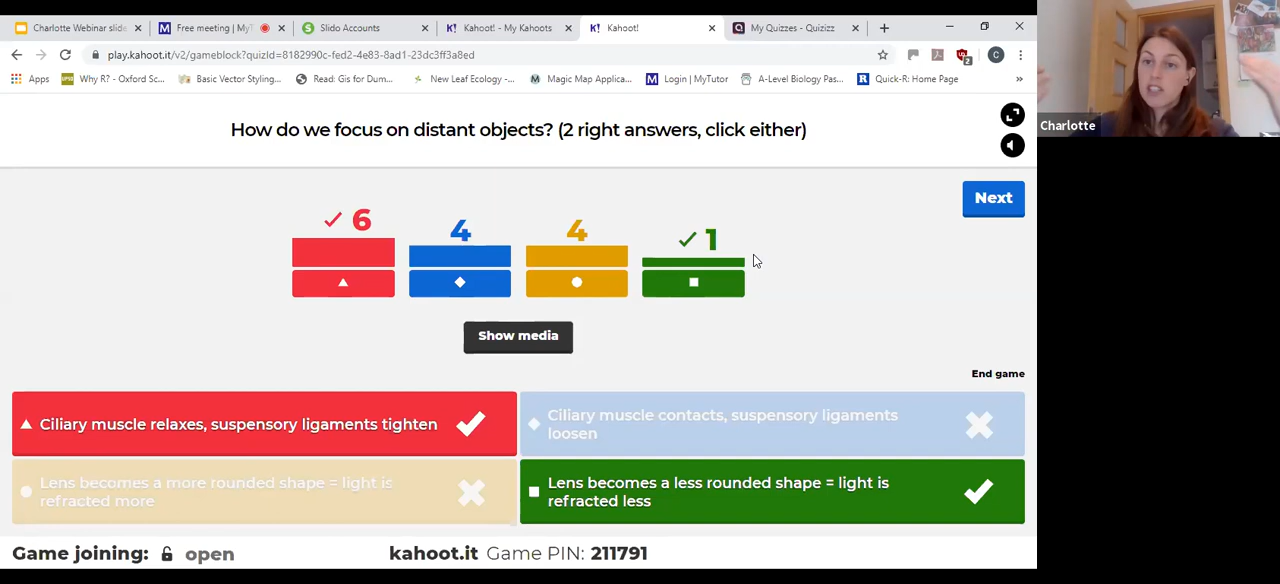 Charlotte Webinar slide
Free meeting | MyT
Slido Accounts
Kahoot! - My Kahoots
Kahoot!
My Quizzes - Quizizz
play.kahoot.it/v2/gameblock?quizId=8182990c-fed2-4e83-8ad1-23dc3ff3a8ed
Apps
Why R? - Oxford Sc...
Basic Vector Styling...
Read: Gis for Dum...
New Leaf Ecology -...
Magic Map Applica...
Login | MyTutor
A-Level Biology Pas...
Quick-R: Home Page
Charlotte
How do we focus on distant objects? (2 right answers, click either)
Next
6
4
4
1
Show media
End game
Ciliary muscle relaxes, suspensory ligaments tighten
Ciliary muscle contacts, suspensory ligaments
loosen
Lens becomes a more rounded shape = light is
refracted more
Lens becomes a less rounded shape = light is
refracted less
Game joining: open
kahoot.it Game PIN: 211791